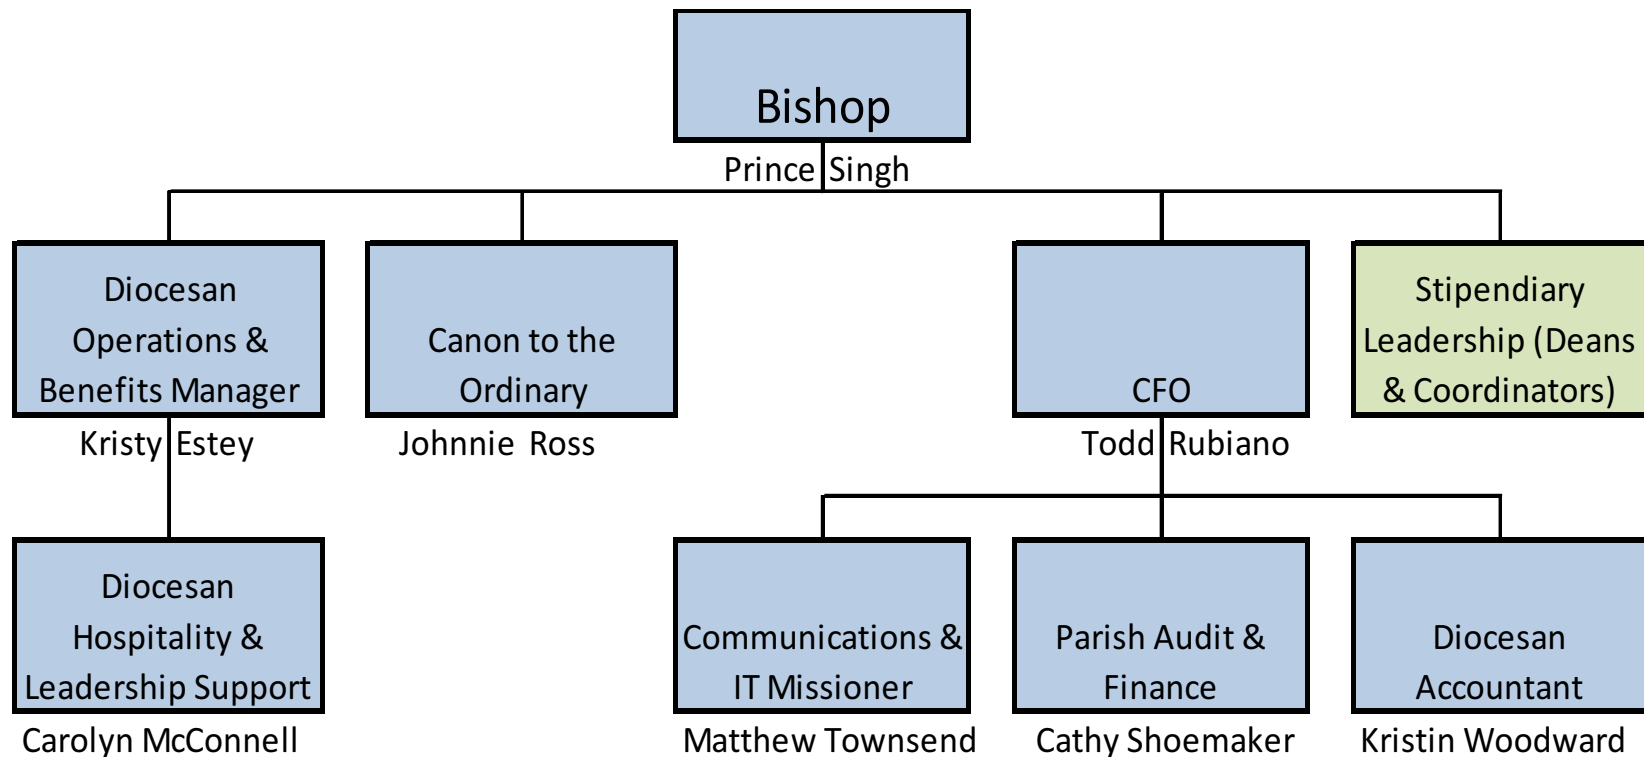 Bishop
Prince Singh
Diocesan
Operations &
Benefits Manager
Kristy Estey
Canon to the
Ordinary
Johnnie Ross
CFO
Todd Rubiano
Stipendiary
Leadership (Deans
& Coordinators)
Diocesan
Hospitality &
Leadership Support
Carolyn McConnell
Communications &
IT Missioner
Matthew Townsend
Parish Audit &
Finance
Cathy Shoemaker
Diocesan
Accountant
Kristin Woodward